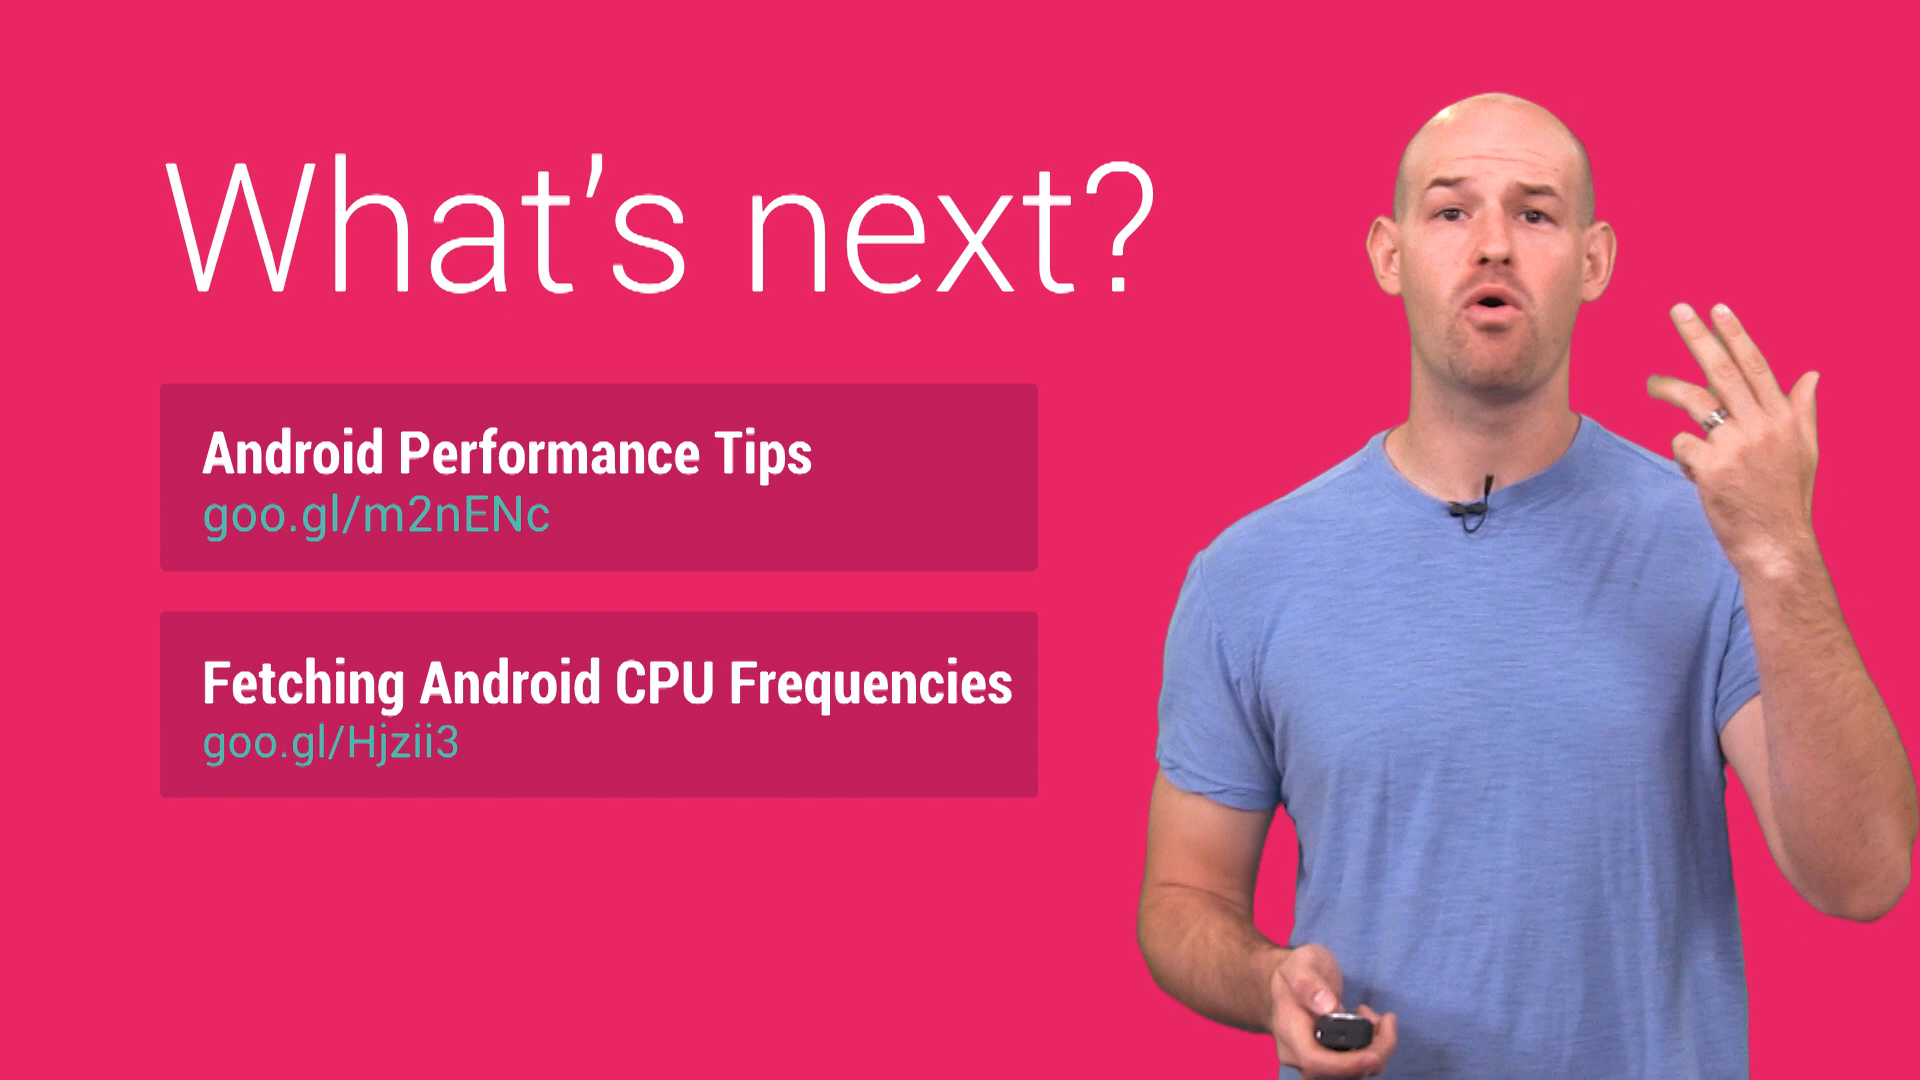 What's next?
Android Performance Tips
goo.gl/m2nENc
Fetching Android CPU Frequencies
goo.gl/Hjzii3